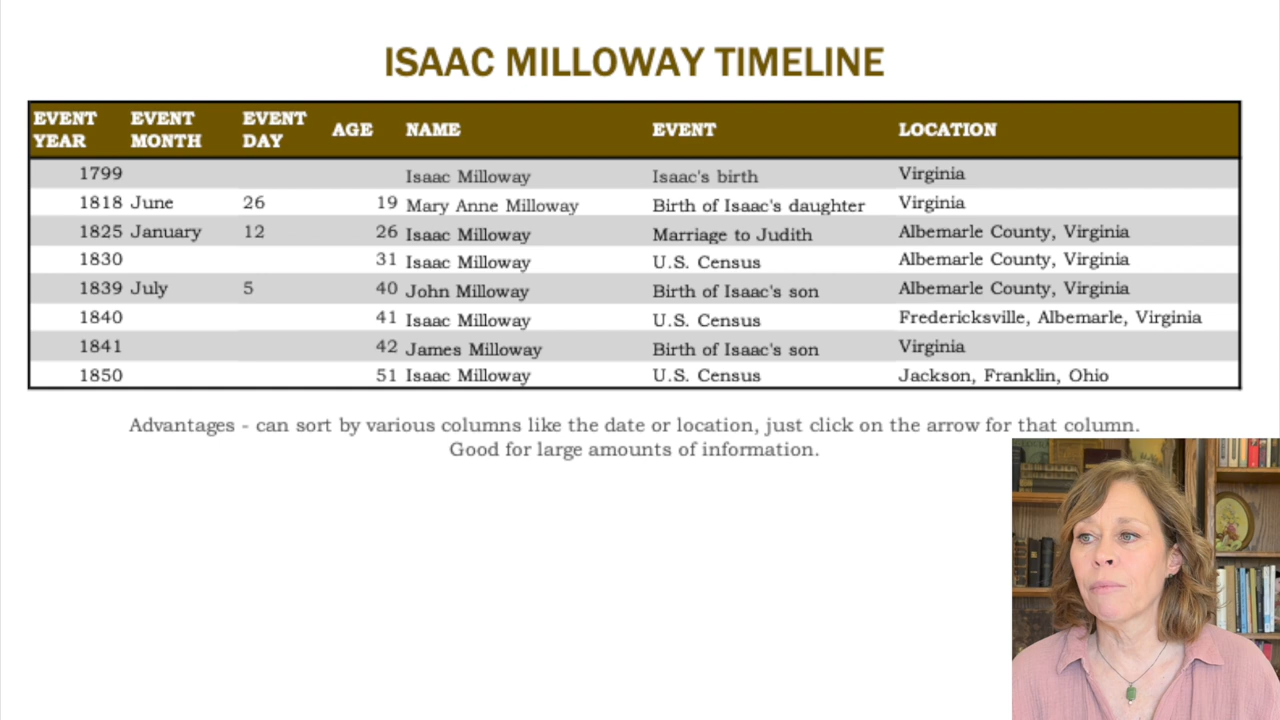 ISAAC MILLOWAY TIMELINE
EVENT YEAR EVENT MONTH EVENT DAY AGE NAME EVENT LOCATION
1799 Isaac Milloway Isaac's birth Virginia
1818 June 26 19 Mary Anne Milloway Birth of Isaac's daughter Virginia
1825 January 12 26 Isaac Milloway Marriage to Judith Albemarle County, Virginia
1830 31 Isaac Milloway U.S. Census Albemarle County, Virginia
1839 July 5 40 John Milloway Birth of Isaac's son Albemarle County, Virginia
1840 41 Isaac Milloway U.S. Census Fredericksville, Albemarle, Virginia
1841 42 James Milloway Birth of Isaac's son Virginia
1850 51 Isaac Milloway U.S. Census Jackson, Franklin, Ohio
Advantages - can sort by various columns like the date or location, just click on the arrow for that column.
Good for large amounts of information.